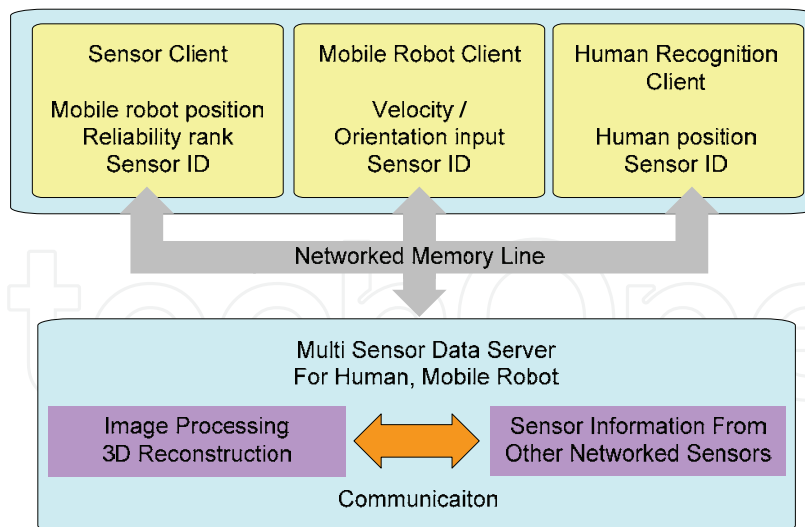 Sensor Client
Mobile robot position
Reliability rank
Sensor ID
Mobile Robot Client
Velocity /
Orientation input
Sensor ID
Human Recognition
Client
Human position
Sensor ID
Networked Memory Line
Multi Sensor Data Server
For Human, Mobile Robot
Image Processing
3D Reconstruction
Sensor Information From
Other Networked Sensors
Communicaiton